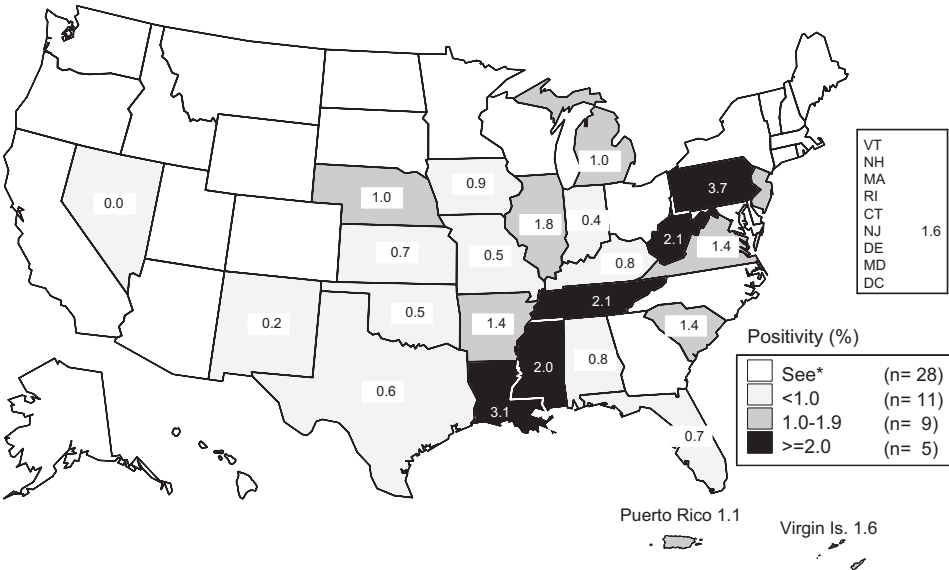 1.0
3.7
0.9
1.0
0.0
1.8
0.4
2.1
1.4
0.7
0.5
0.8
0.5
2.1
0.2
1.4
1.4
0.8
2.0
0.6
3.1
0.7
VT
NH
MA
RI
CT
NJ 1.6
DE
MD
DC
Positivity (%)
See* (n= 28)
<1.0 (n= 11)
1.0-1.9 (n= 9)
>=2.0 (n= 5)
Puerto Rico 1.1
Virgin Is. 1.6